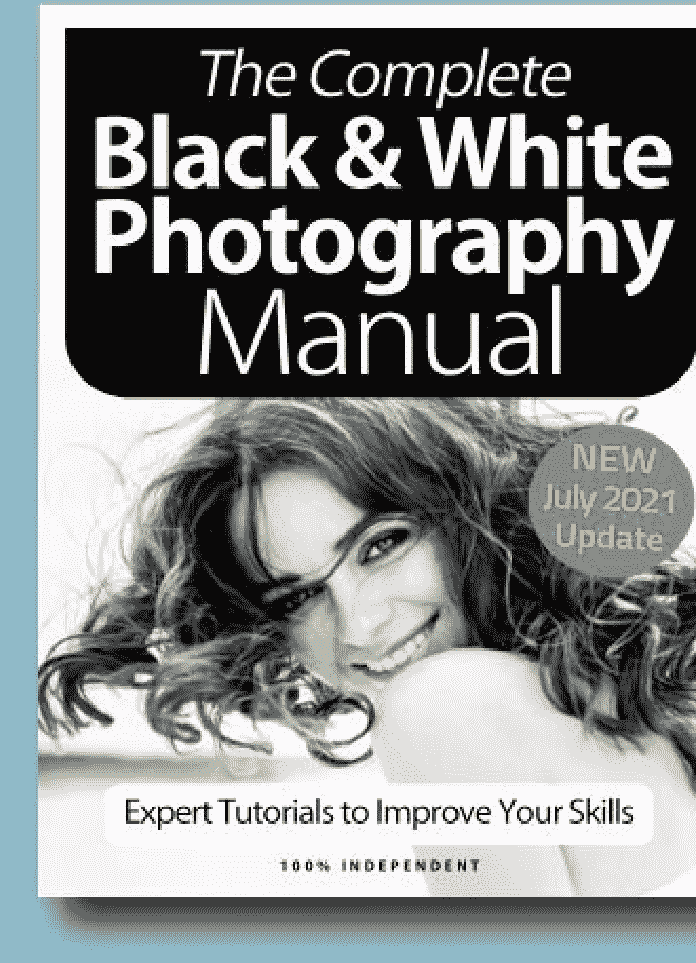 The Complete
Black & White
Photography
Manual
NEW
July 2021
Update
Expert Tutorials to Improve Your Skills
100% INDEPENDENT